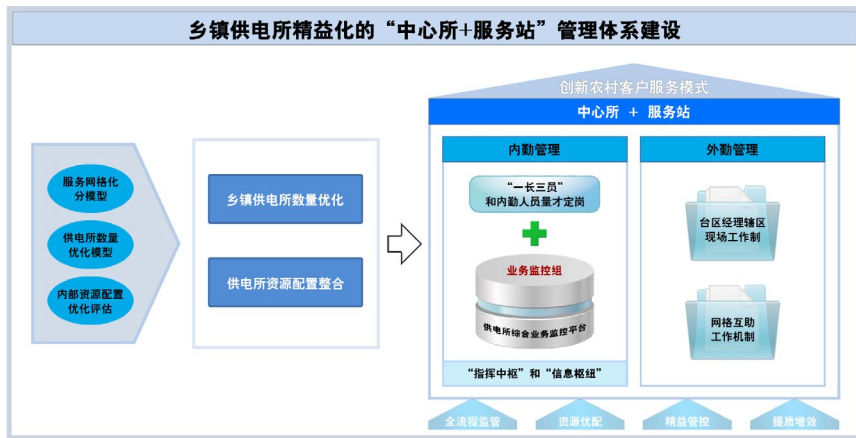 乡镇供电所精益化的“中心所+服务站”管理体系建设
创新农村客户服务模式
中心所 + 服务站
服务网格化
分模型
供电所数量
优化模型
内部资源配置
优化评估
乡镇供电所数量优化
供电所资源配置整合
内勤管理
“一长三员”
和内勤人员量才定岗
业务监控组
供电所综合业务监控平台
“指挥中枢”和“信息枢纽”
外勤管理
台区经理辖区
现场工作制
网格互助
工作机制
全流程监管
资源优配
精益管控
提质增效